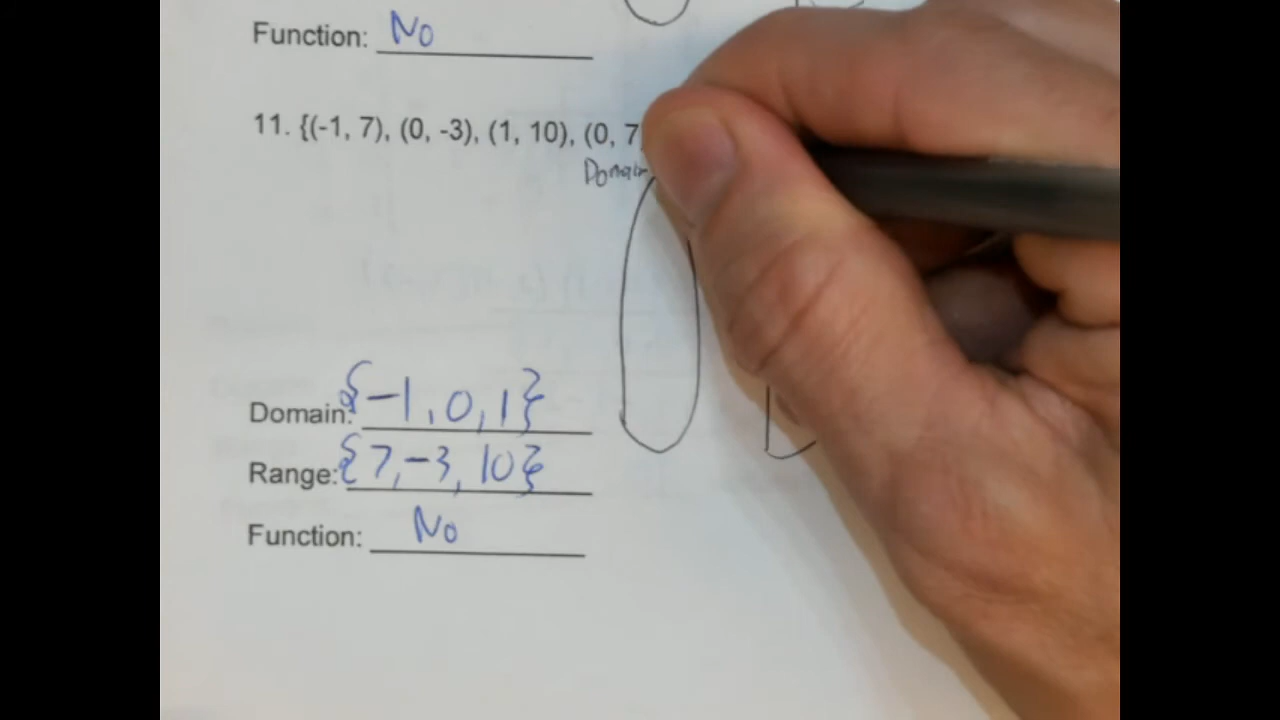 Function: No
11. {(-1, 7), (0, -3), (1, 10), (0, 7
Domain
Domain: {-1, 0, 1}
Range: {7, -3, 10}
Function: No